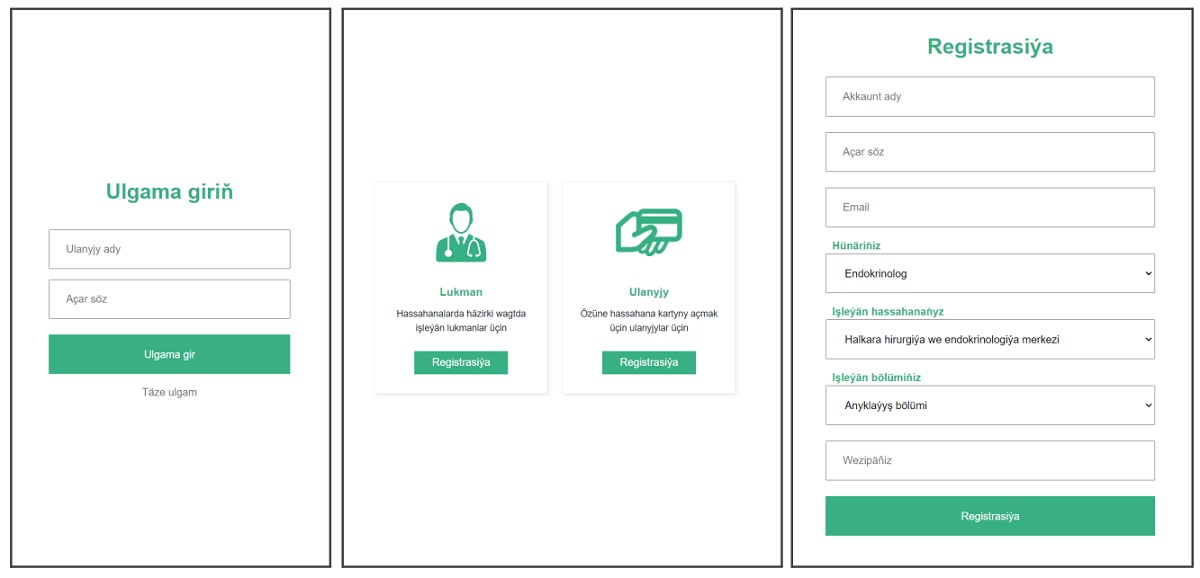 Ulgama giriň
Ulanyjy ady
Açar söz
Ulgama gir
Täze ulgam
Lukman
Hassahanalarda häzirki wagtda
işleýän lukmanlar üçin
Registrasiýa
Ulanyjy
Özüne hassahana kartyny açmak
üçin ulanyjylar üçin
Registrasiýa
Registrasiýa
Akkaunt ady
Açar söz
Email
Hünäriňiz
Endokrinolog
Işleýän hassahanaňyz
Halkara hirurgiýa we endokrinologiýa merkezi
Işleýän bölümiňiz
Anyklaýyş bölümi
Wezipäňiz
Registrasiýa